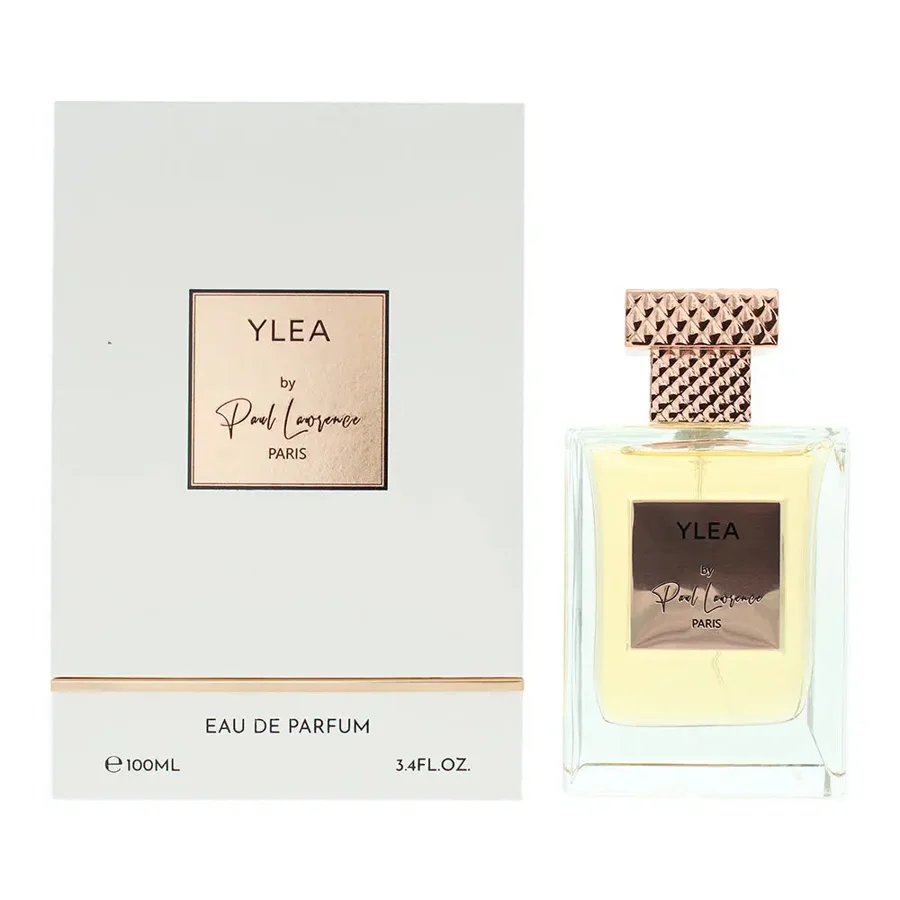 YLEA
by
Paul Lawrence
PARIS
EAU DE PARFUM
℮100ML
3.4FL.OZ.
YLEA
by
Paul Lawrence
PARIS